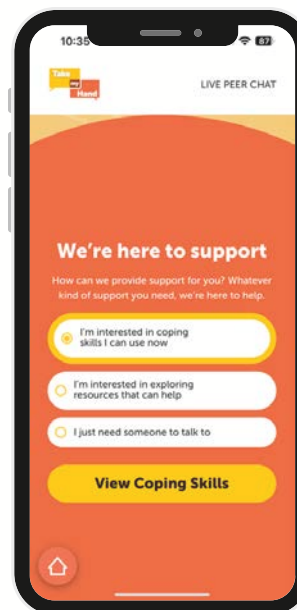 10:35
87
Take
my
Hand
LIVE PEER CHAT
We're here to support
How can we provide support for you? Whatever
kind of support you need, we're here to help.
I'm interested in coping
skills I can use now
I'm interested in exploring
resources that can help
I just need someone to talk to
View Coping Skills